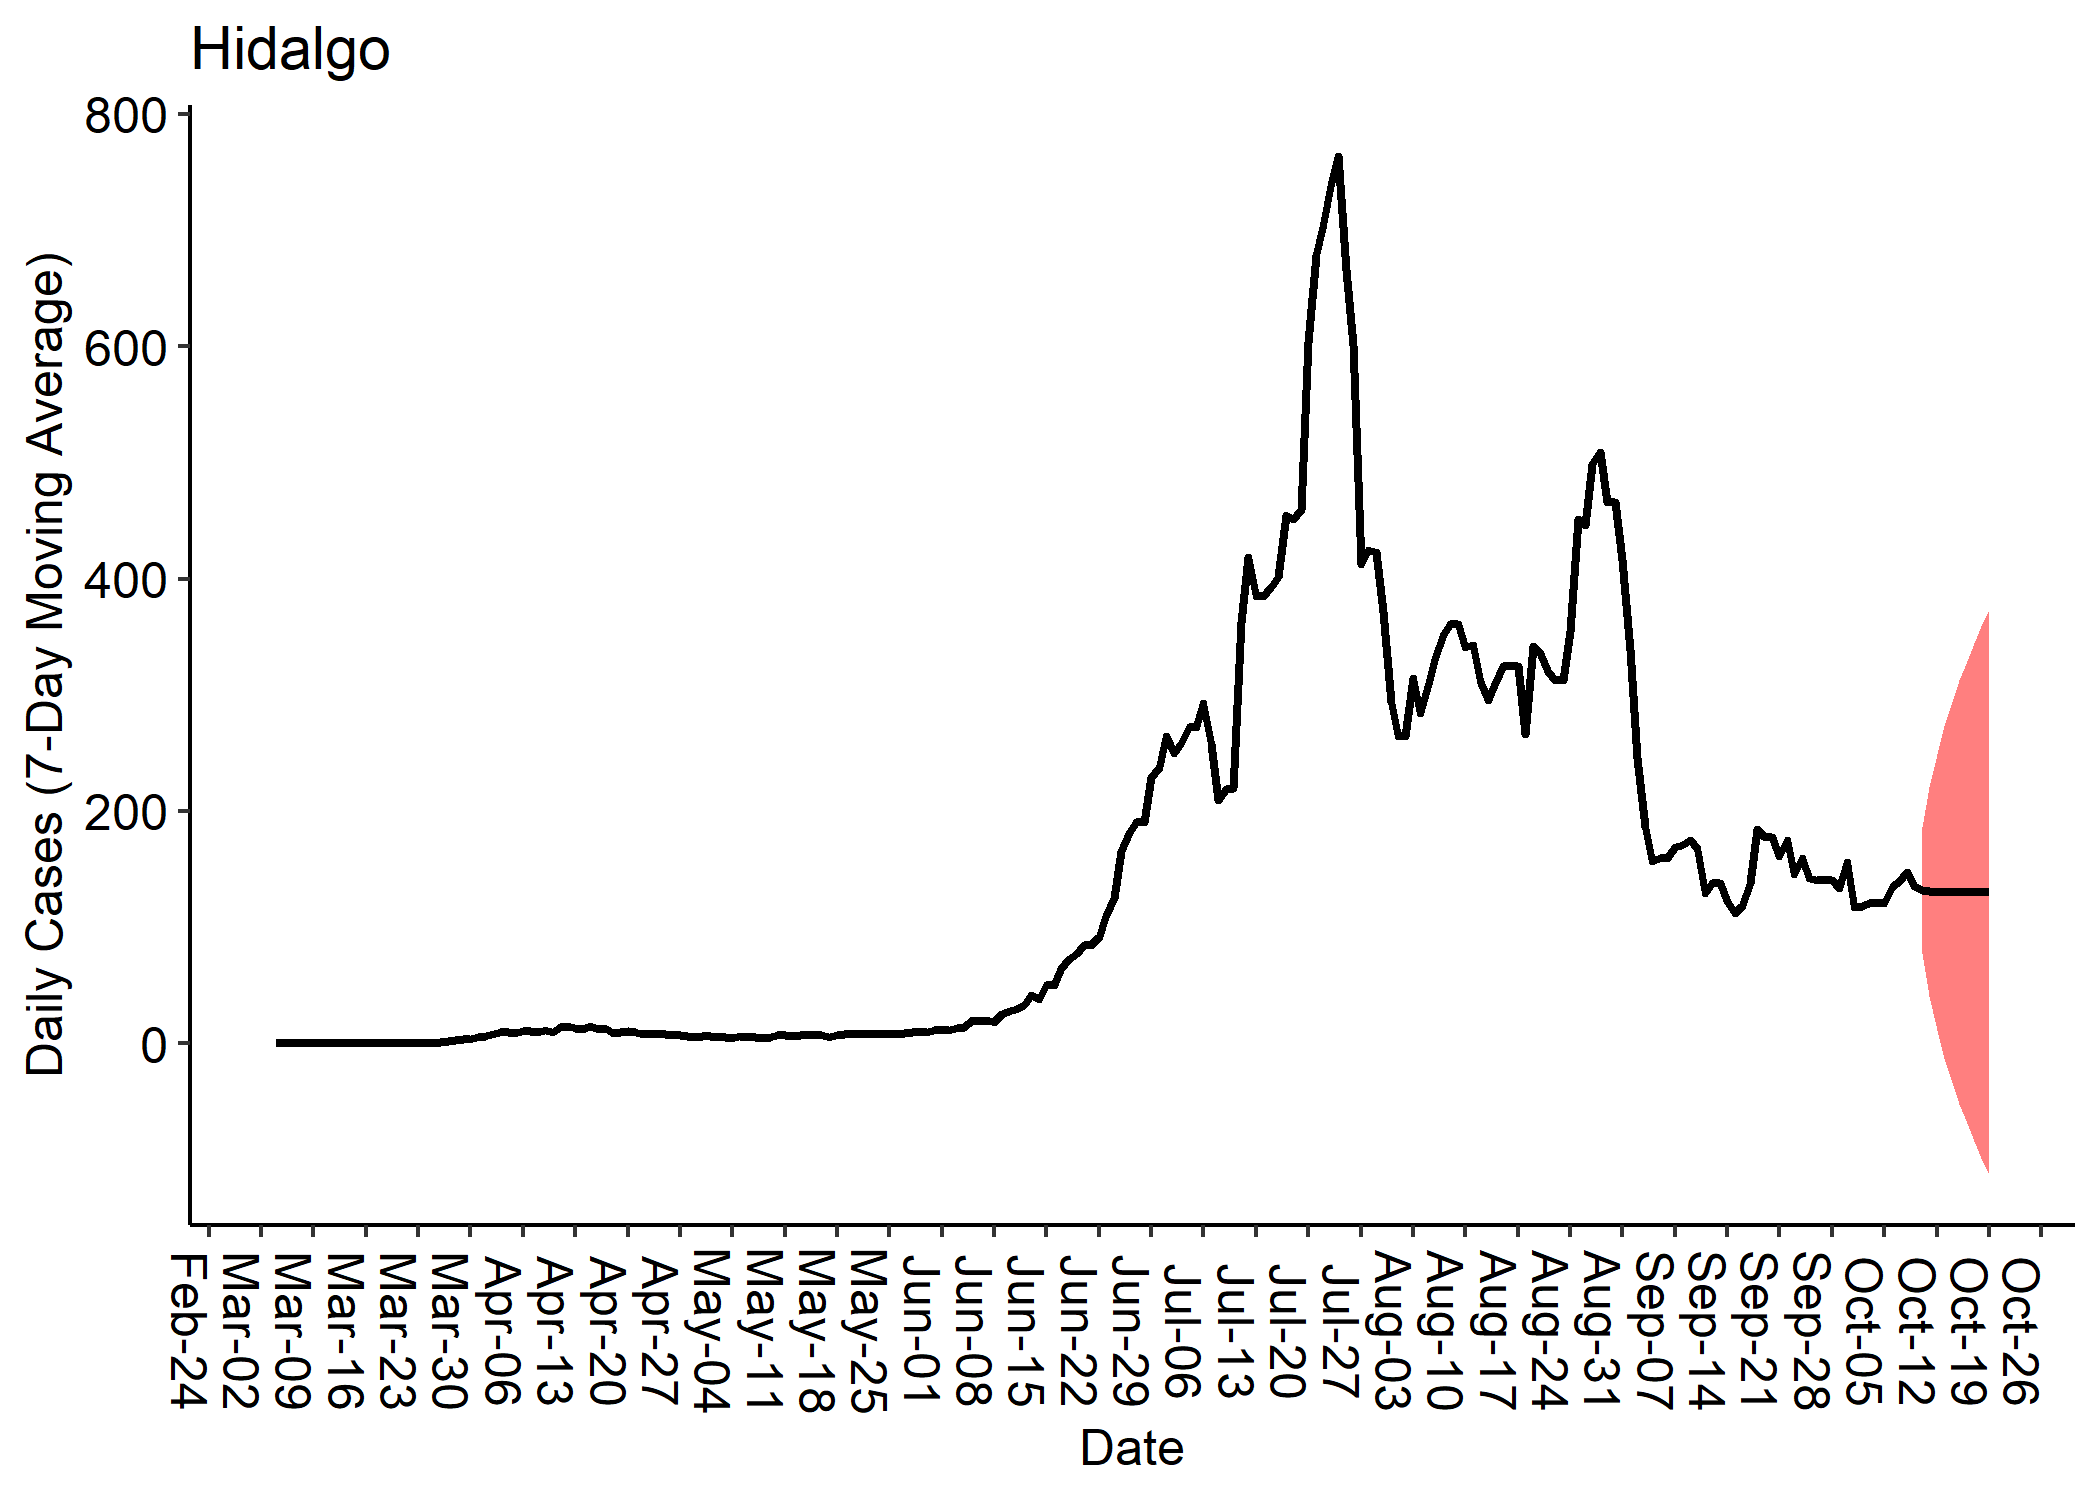 Hidalgo
800
600
400
200
0
Daily Cases (7-Day Moving Average)
Feb-24
Mar-02
Mar-09
Mar-16
Mar-23
Mar-30
Apr-06
Apr-13
Apr-20
Apr-27
May-04
May-11
May-18
May-25
Jun-01
Jun-08
Jun-15
Jun-22
Jun-29
Jul-06
Jul-13
Jul-20
Jul-27
Aug-03
Aug-10
Aug-17
Aug-24
Aug-31
Sep-07
Sep-14
Sep-21
Sep-28
Oct-05
Oct-12
Oct-19
Oct-26
Date